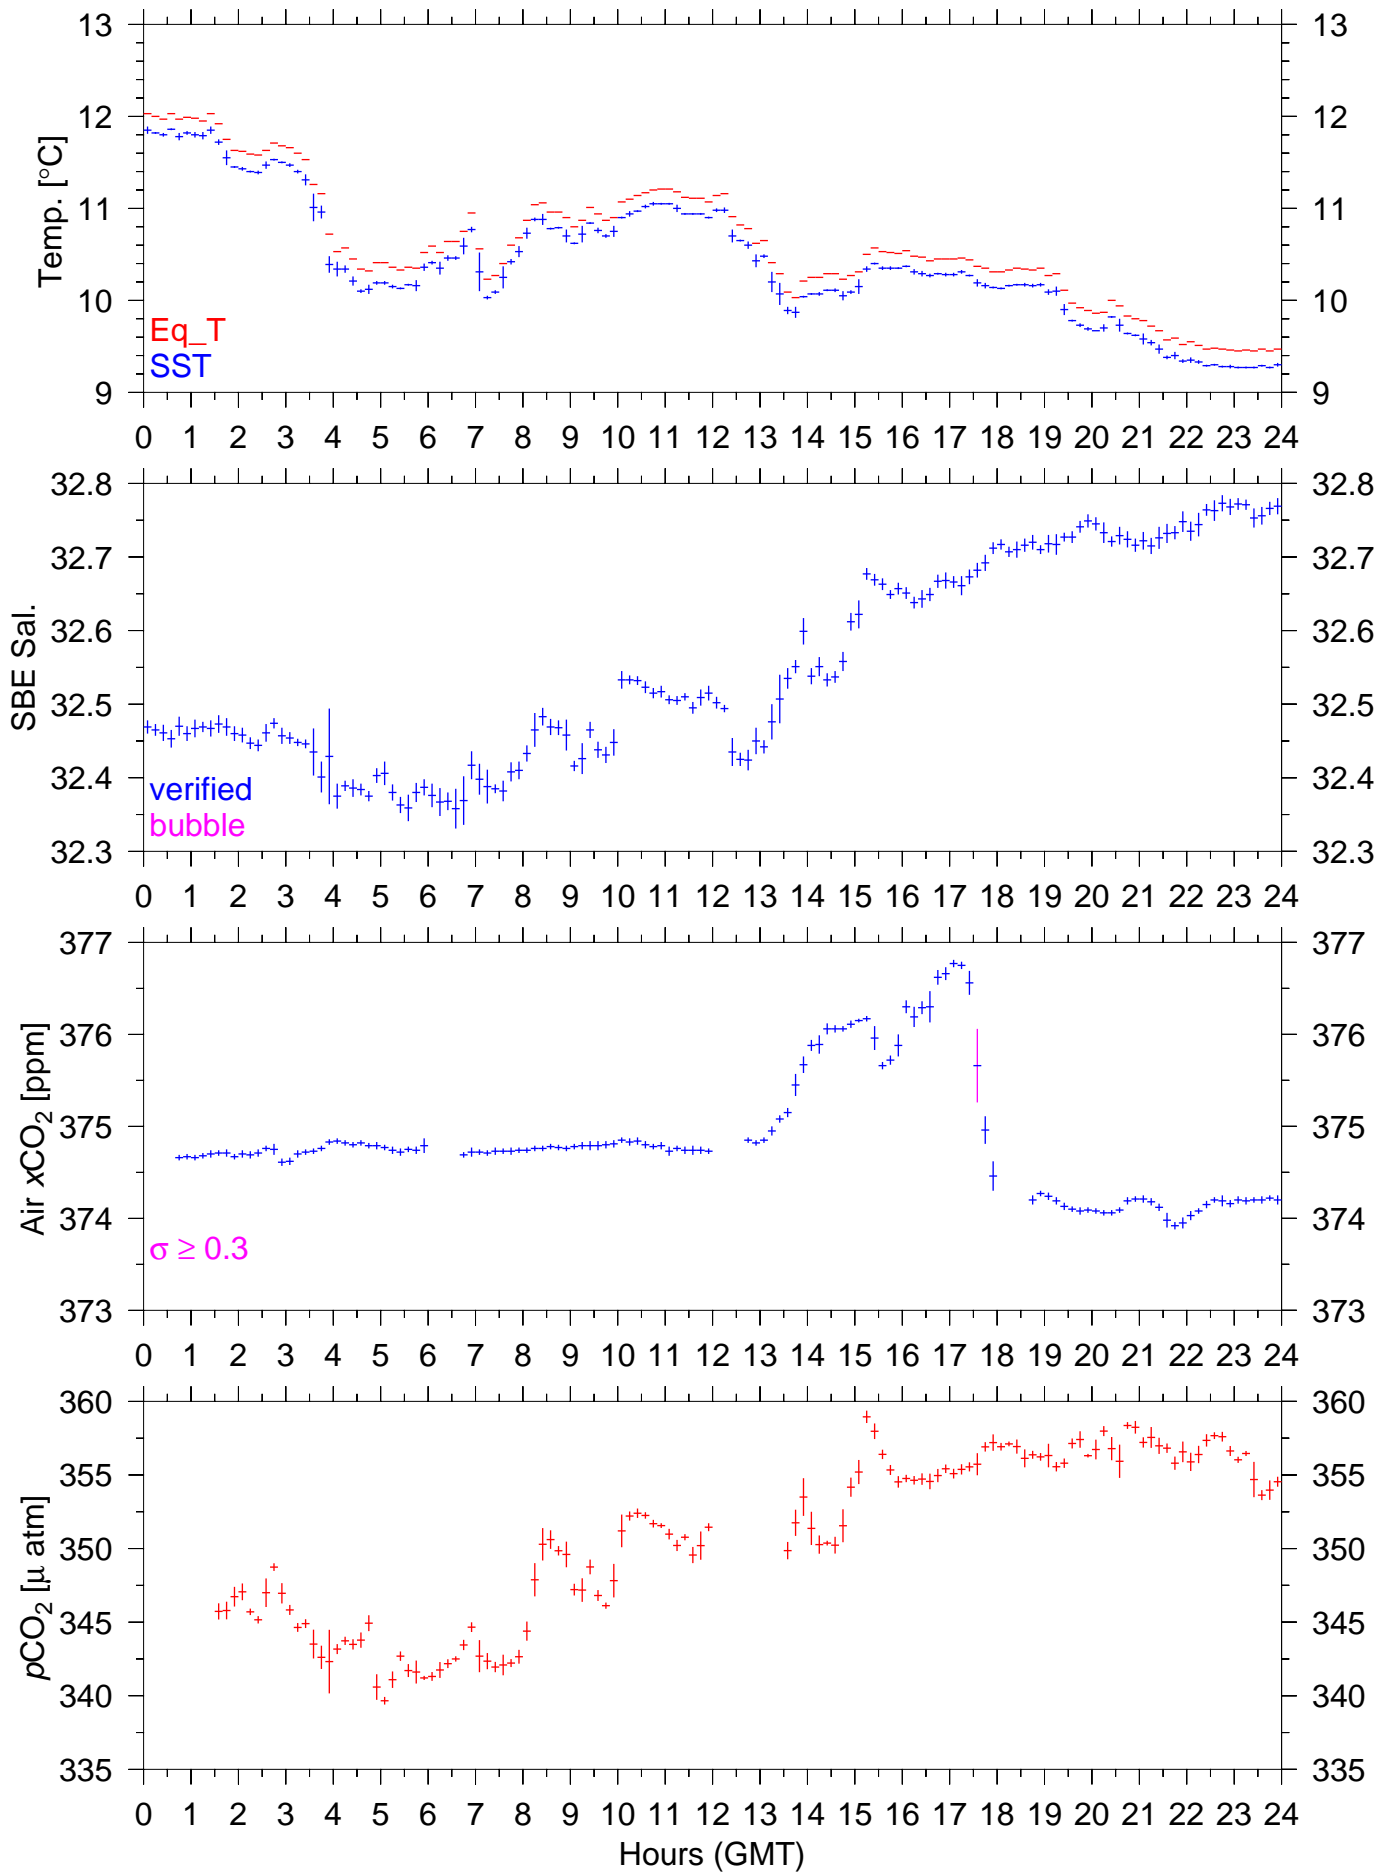 13 13
12 12
11 11
10 10
9 9
Temp. [°C]
Eq_T
SST
0 1 2 3 4 5 6 7 8 9 10 11 12 13 14 15 16 17 18 19 20 21 22 23 24
32.8 32.8
32.7 32.7
32.6 32.6
32.5 32.5
32.4 32.4
32.3 32.3
SBE Sal.
verified
bubble
0 1 2 3 4 5 6 7 8 9 10 11 12 13 14 15 16 17 18 19 20 21 22 23 24
377 377
376 376
375 375
374 374
373 373
Air xCO₂ [ppm]
σ ≥ 0.3
0 1 2 3 4 5 6 7 8 9 10 11 12 13 14 15 16 17 18 19 20 21 22 23 24
360 360
355 355
350 350
345 345
340 340
335 335
pCO₂ [μ atm]
0 1 2 3 4 5 6 7 8 9 10 11 12 13 14 15 16 17 18 19 20 21 22 23 24
Hours (GMT)